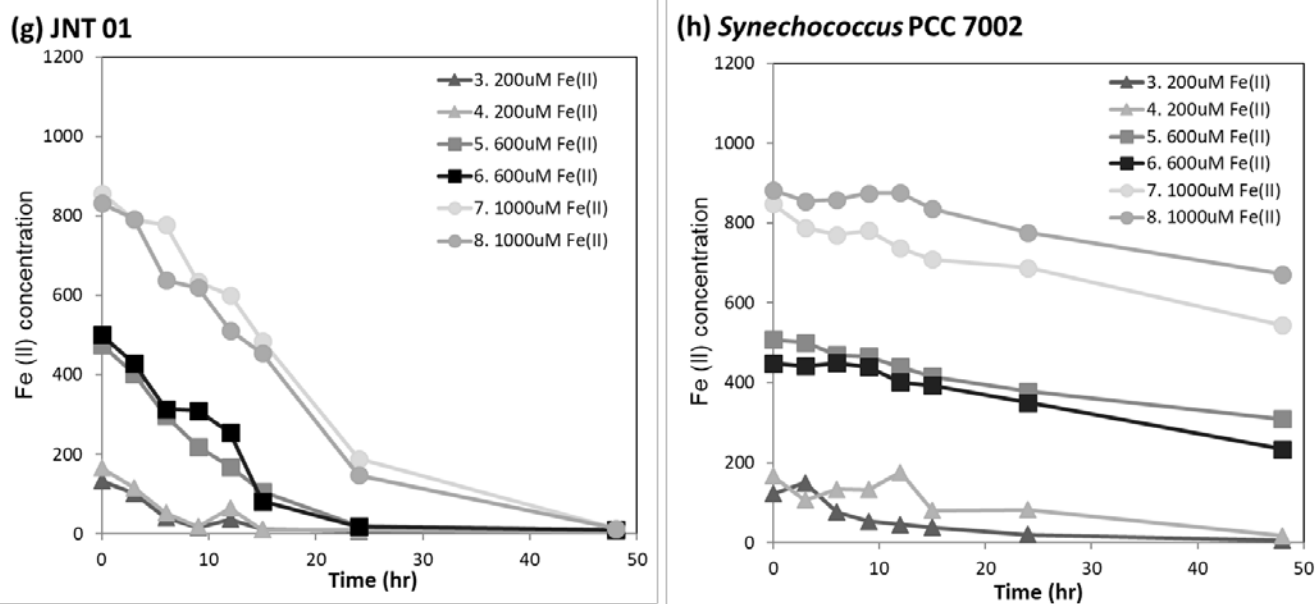 (g) JNT 01
1200
1000
800
600
400
200
0
Fe (II) concentration
3. 200uM Fe(II)
4. 200uM Fe(II)
5. 600uM Fe(II)
6. 600uM Fe(II)
7. 1000uM Fe(II)
8. 1000uM Fe(II)
0 10 20 30 40 50
Time (hr)
(h) Synechococcus PCC 7002
1200
1000
800
600
400
200
0
Fe (II) concentration
3. 200uM Fe(II)
4. 200uM Fe(II)
5. 600uM Fe(II)
6. 600uM Fe(II)
7. 1000uM Fe(II)
8. 1000uM Fe(II)
0 10 20 30 40 50
Time (hr)